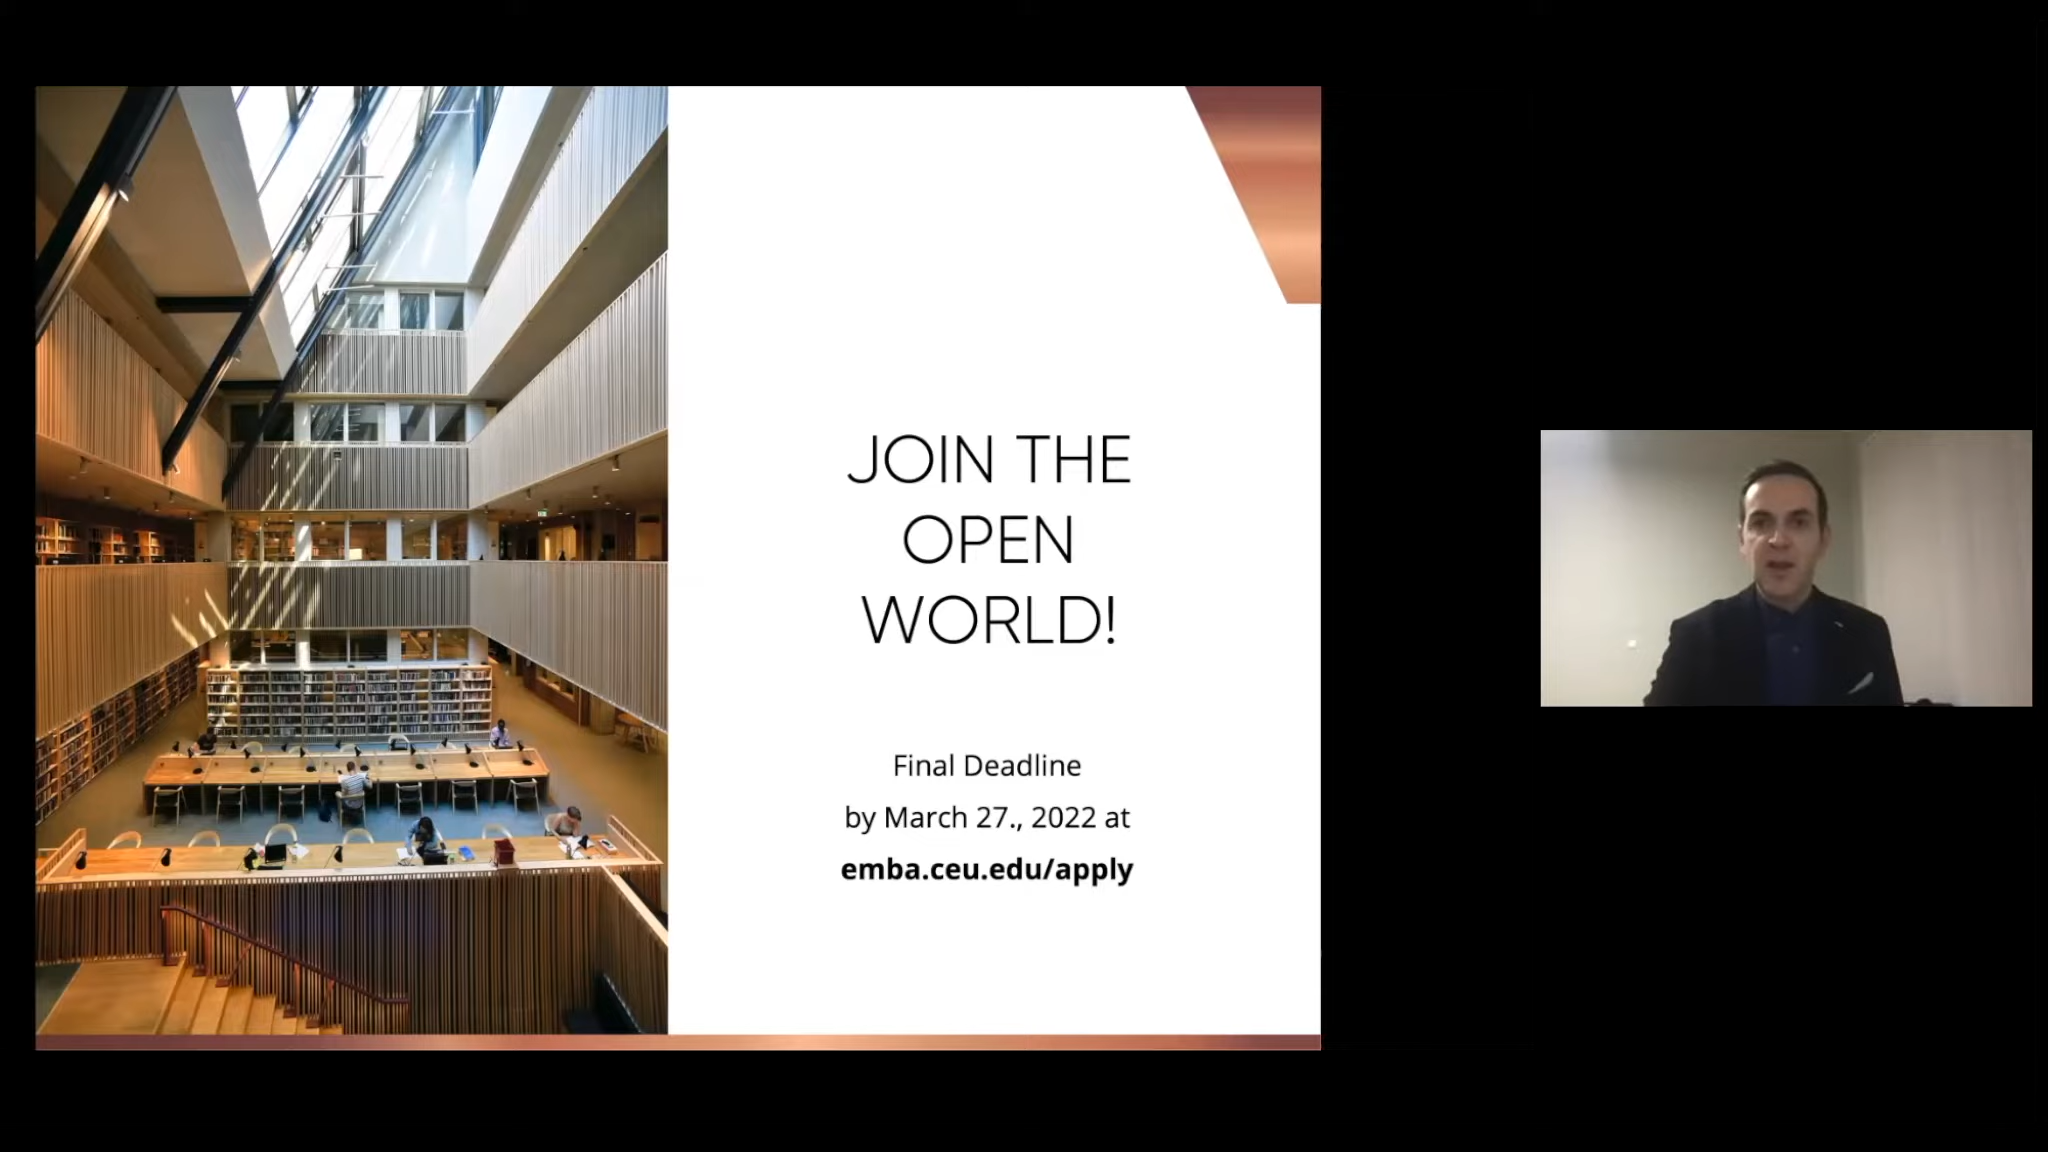 JOIN THE
OPEN
WORLD!
Final Deadline
by March 27., 2022 at
emba.ceu.edu/apply